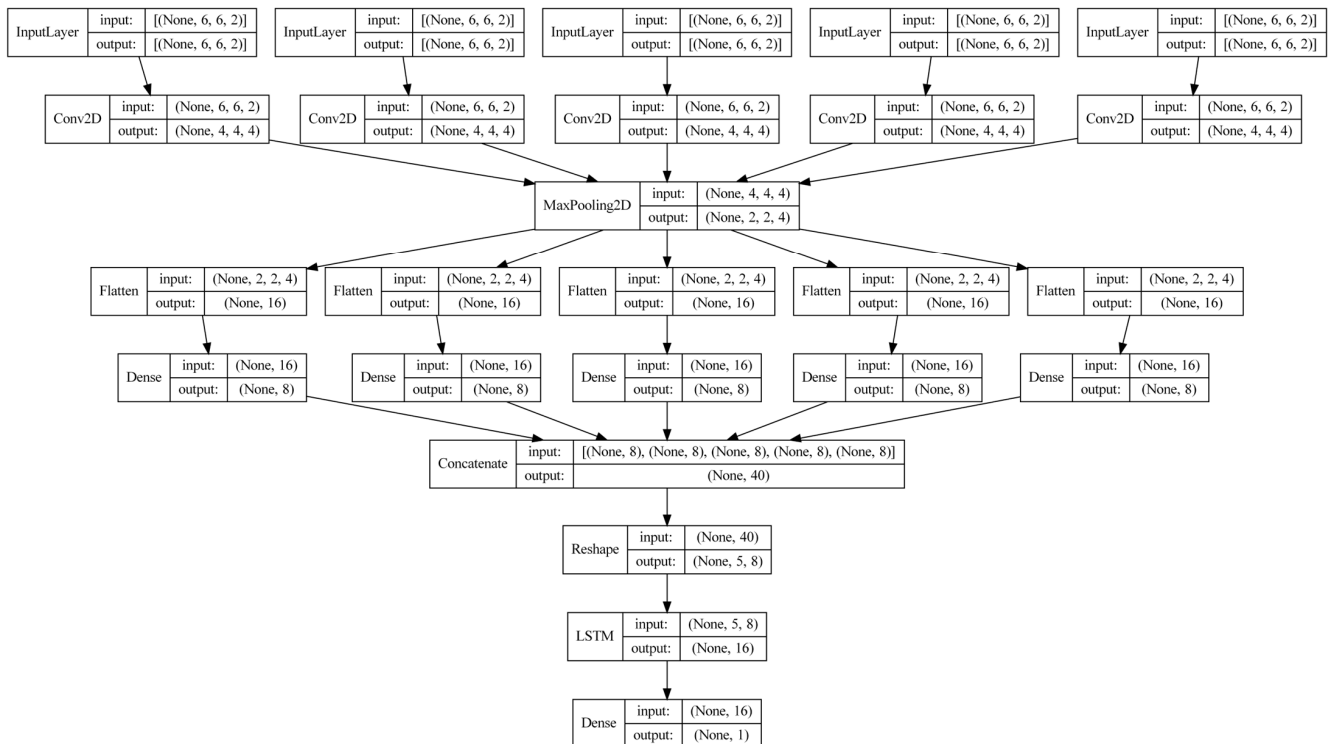 InputLayer input: [(None, 6, 6, 2)] output: [(None, 6, 6, 2)]
InputLayer input: [(None, 6, 6, 2)] output: [(None, 6, 6, 2)]
InputLayer input: [(None, 6, 6, 2)] output: [(None, 6, 6, 2)]
InputLayer input: [(None, 6, 6, 2)] output: [(None, 6, 6, 2)]
InputLayer input: [(None, 6, 6, 2)] output: [(None, 6, 6, 2)]
Conv2D input: (None, 6, 6, 2) output: (None, 4, 4, 4)
Conv2D input: (None, 6, 6, 2) output: (None, 4, 4, 4)
Conv2D input: (None, 6, 6, 2) output: (None, 4, 4, 4)
Conv2D input: (None, 6, 6, 2) output: (None, 4, 4, 4)
Conv2D input: (None, 6, 6, 2) output: (None, 4, 4, 4)
MaxPooling2D input: (None, 4, 4, 4) output: (None, 2, 2, 4)
Flatten input: (None, 2, 2, 4) output: (None, 16)
Flatten input: (None, 2, 2, 4) output: (None, 16)
Flatten input: (None, 2, 2, 4) output: (None, 16)
Flatten input: (None, 2, 2, 4) output: (None, 16)
Flatten input: (None, 2, 2, 4) output: (None, 16)
Dense input: (None, 16) output: (None, 8)
Dense input: (None, 16) output: (None, 8)
Dense input: (None, 16) output: (None, 8)
Dense input: (None, 16) output: (None, 8)
Dense input: (None, 16) output: (None, 8)
Concatenate input: [(None, 8), (None, 8), (None, 8), (None, 8), (None, 8)] output: (None, 40)
Reshape input: (None, 40) output: (None, 5, 8)
LSTM input: (None, 5, 8) output: (None, 16)
Dense input: (None, 16) output: (None, 1)